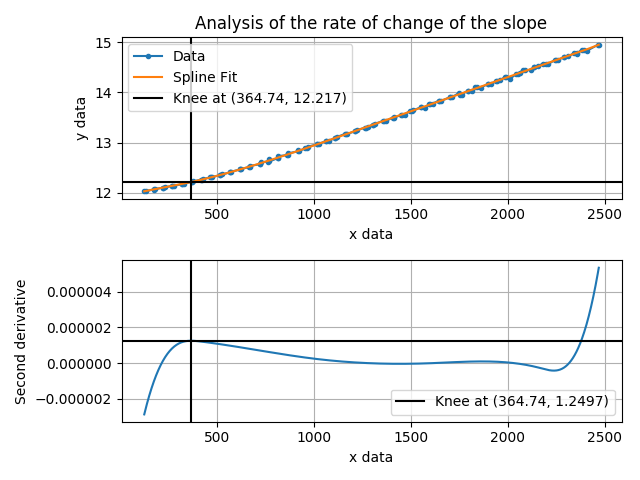 Analysis of the rate of change of the slope
15
14
13
12
y data
Data
Spline Fit
Knee at (364.74, 12.217)
500
1000
1500
2000
2500
x data
0.000004
0.000002
0.000000
−0.000002
Second derivative
Knee at (364.74, 1.2497)
500
1000
1500
2000
2500
x data